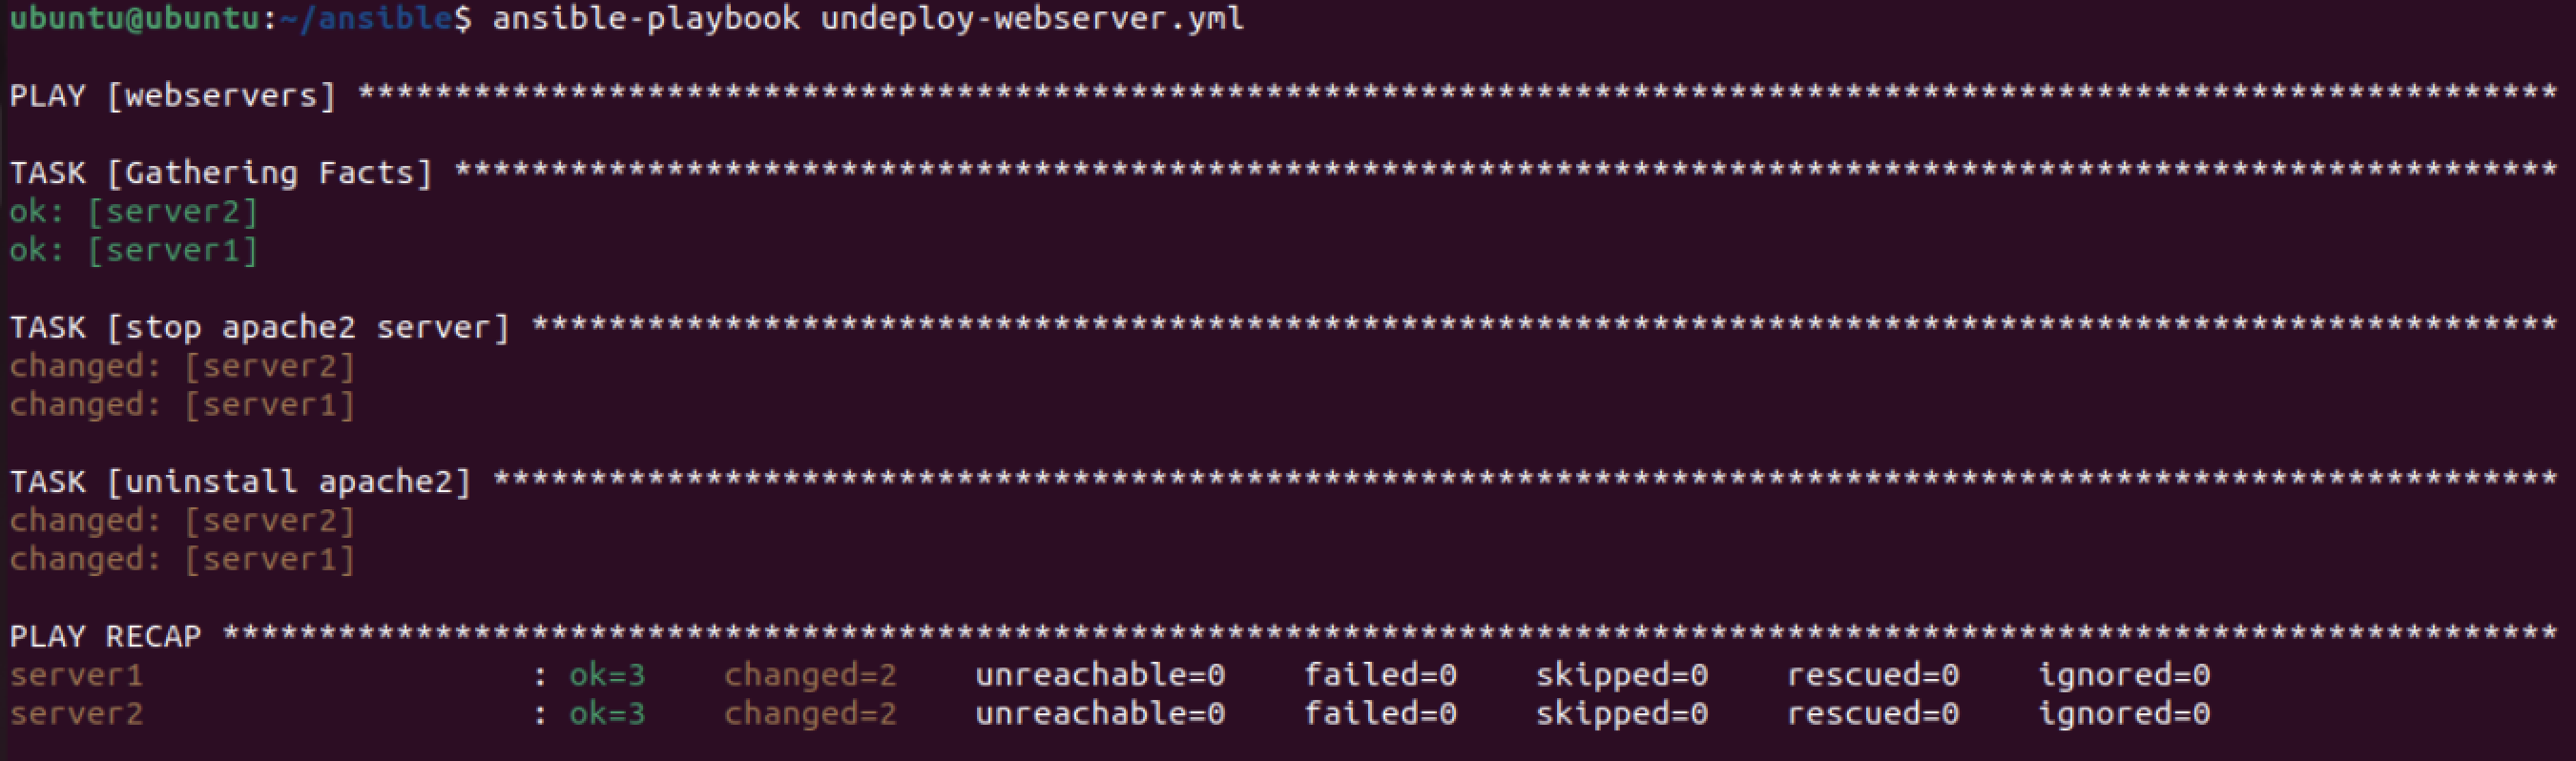 ubuntu@ubuntu:~/ansible$ ansible-playbook undeploy-webserver.yml
PLAY [webservers] ******************************************************************************************************************
TASK [Gathering Facts] *************************************************************************************************************
ok: [server2]
ok: [server1]
TASK [stop apache2 server] *********************************************************************************************************
changed: [server2]
changed: [server1]
TASK [uninstall apache2] ***********************************************************************************************************
changed: [server2]
changed: [server1]
PLAY RECAP *************************************************************************************************************************
server1                    : ok=3    changed=2    unreachable=0    failed=0    skipped=0    rescued=0    ignored=0
server2                    : ok=3    changed=2    unreachable=0    failed=0    skipped=0    rescued=0    ignored=0